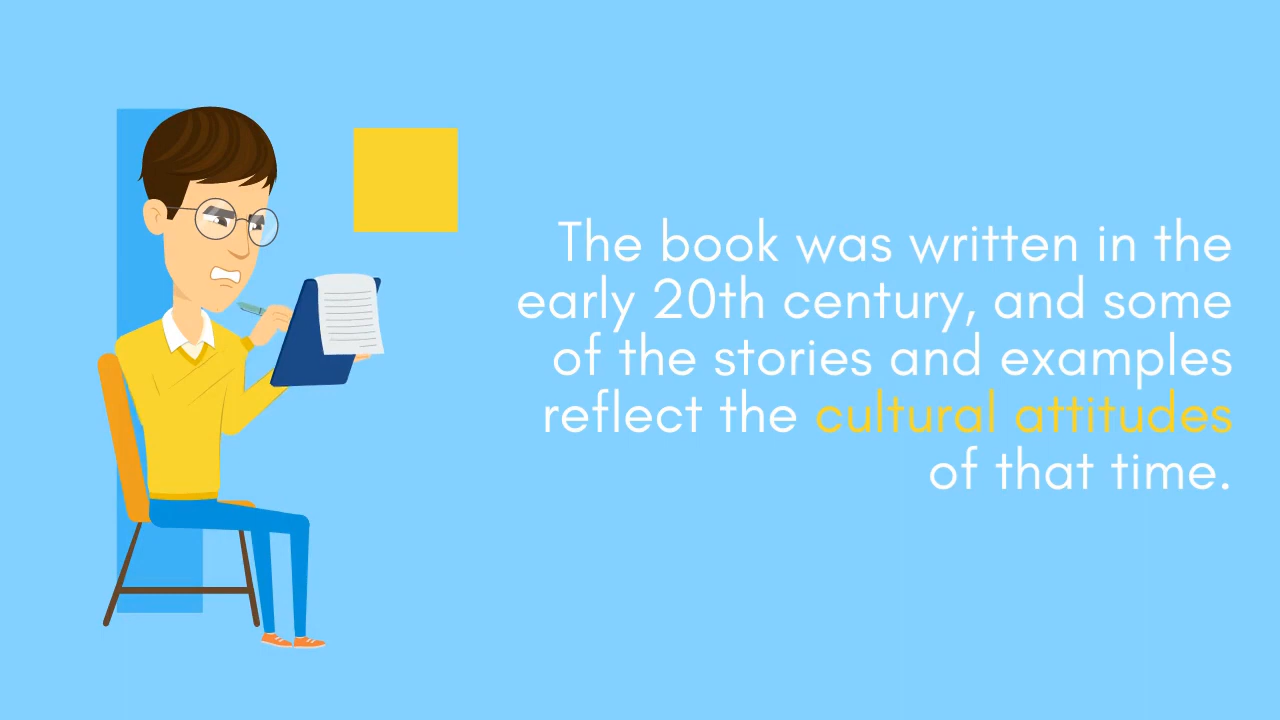 The book was written in the
early 20th century, and some
of the stories and examples
reflect the cultural attitudes
of that time.